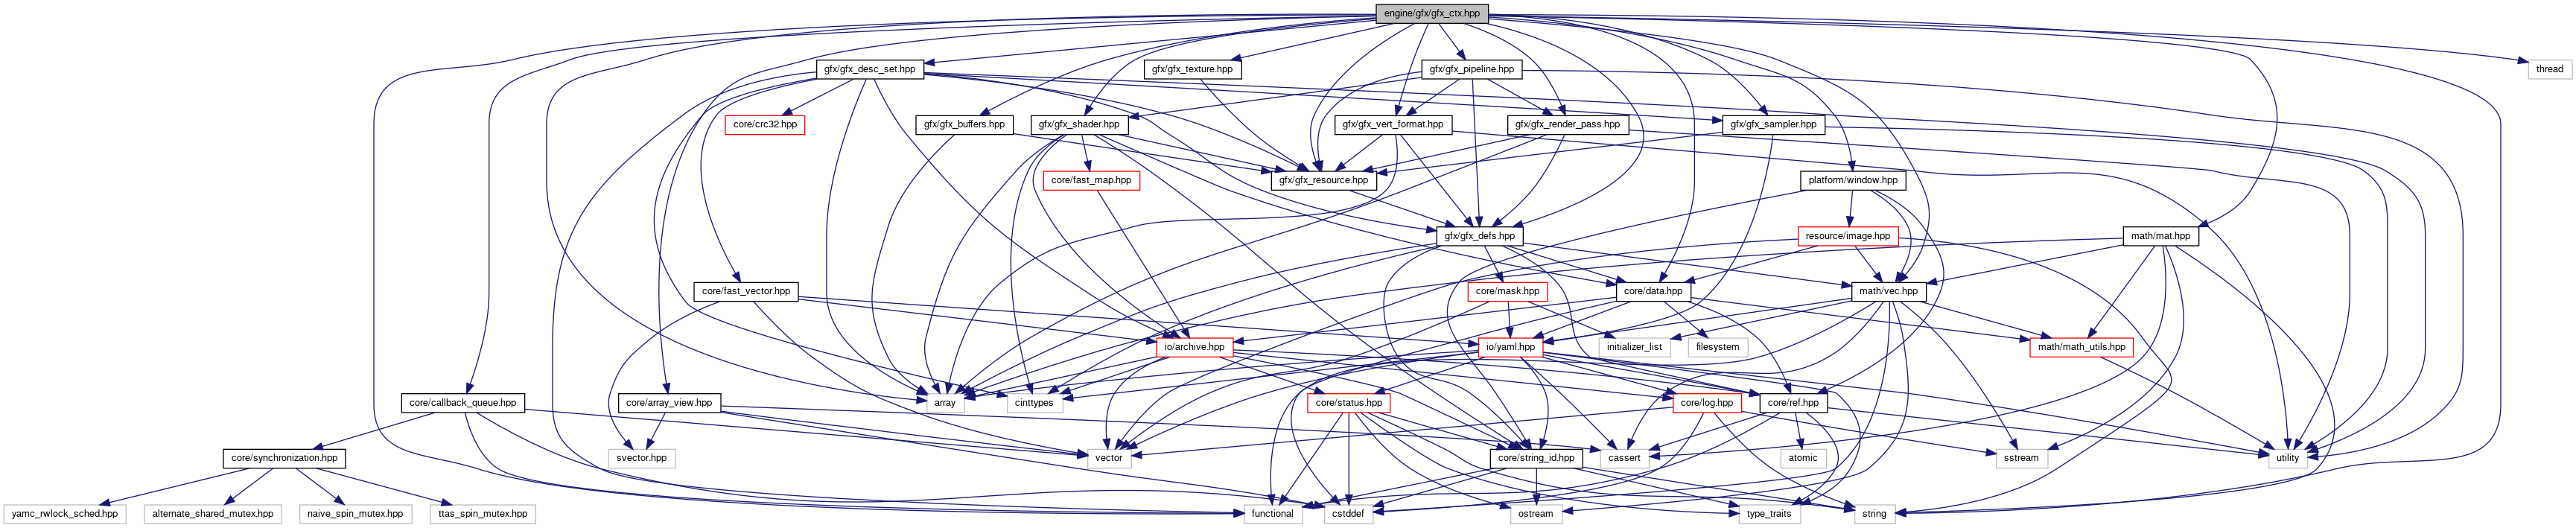 engine/gfx/gfx_ctx.hpp
gfx/gfx_desc_set.hpp
gfx/gfx_texture.hpp
gfx/gfx_pipeline.hpp
thread
core/crc32.hpp
gfx/gfx_buffers.hpp
gfx/gfx_shader.hpp
gfx/gfx_vert_format.hpp
gfx/gfx_render_pass.hpp
gfx/gfx_sampler.hpp
core/fast_map.hpp
gfx/gfx_resource.hpp
platform/window.hpp
gfx/gfx_defs.hpp
resource/image.hpp
math/mat.hpp
core/fast_vector.hpp
core/mask.hpp
core/data.hpp
math/vec.hpp
io/archive.hpp
io/yaml.hpp
initializer_list
filesystem
math/math_utils.hpp
core/callback_queue.hpp
core/array_view.hpp
array
cinttypes
core/status.hpp
core/log.hpp
core/ref.hpp
core/synchronization.hpp
svector.hpp
vector
core/string_id.hpp
cassert
atomic
sstream
utility
yamc_rwlock_sched.hpp
alternate_shared_mutex.hpp
naive_spin_mutex.hpp
ttas_spin_mutex.hpp
functional
cstddef
ostream
type_traits
string